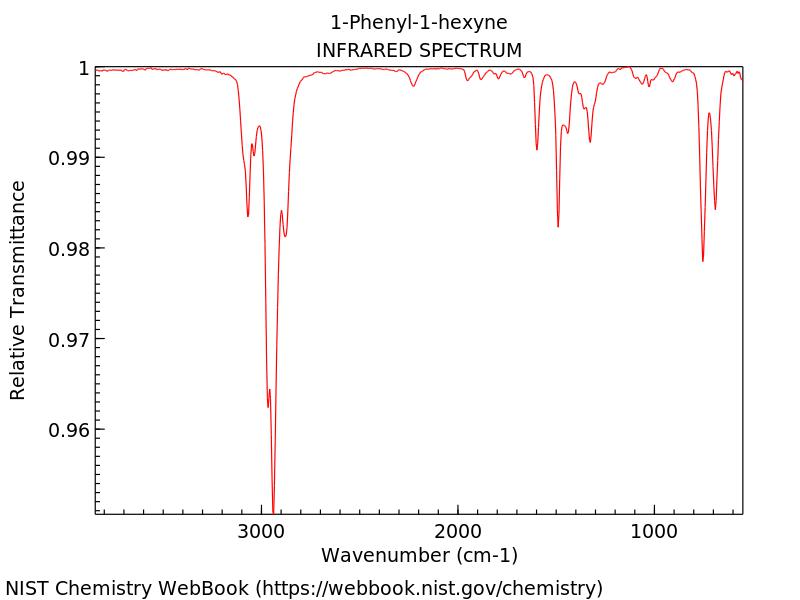 1-Phenyl-1-hexyne
INFRARED SPECTRUM
1
0.99
0.98
0.97
0.96
Relative Transmittance
3000 2000 1000
Wavenumber (cm-1)
NIST Chemistry WebBook (https://webbook.nist.gov/chemistry)